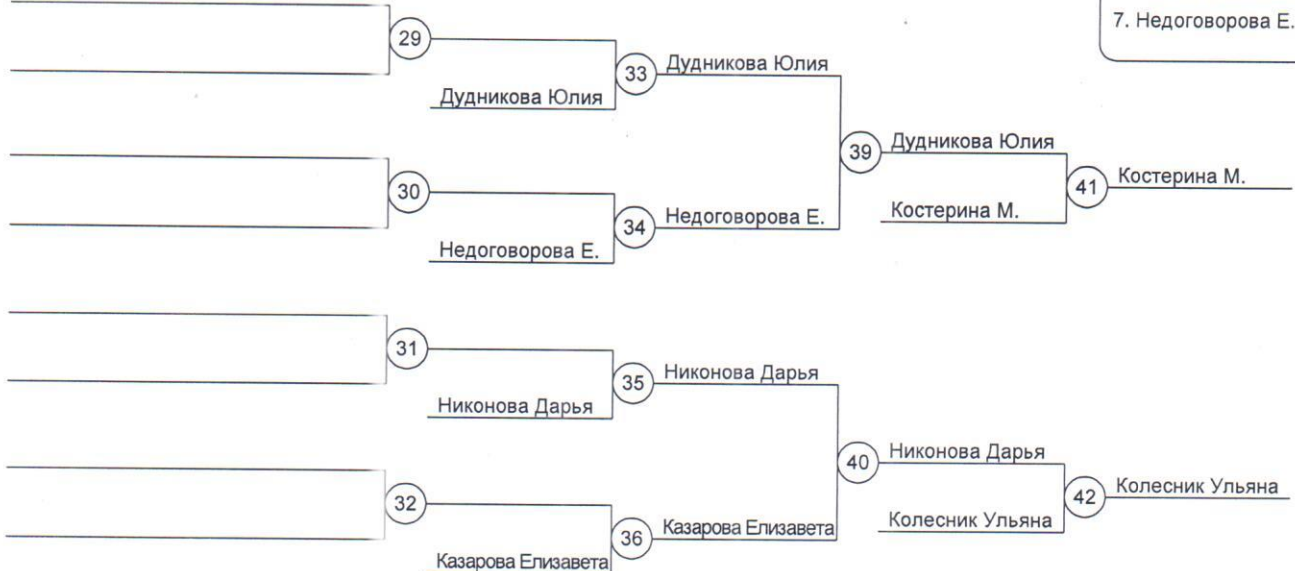 7. Недоговорова Е.
29
33
Дудникова Юлия
Дудникова Юлия
39
Дудникова Юлия
30
41
Костерина М.
34
Недоговорова Е.
Костерина М.
Недоговорова Е.
31
35
Никонова Дарья
Никонова Дарья
40
Никонова Дарья
32
42
Колесник Ульяна
36
Казарова Елизавета
Колесник Ульяна
Казарова Елизавета